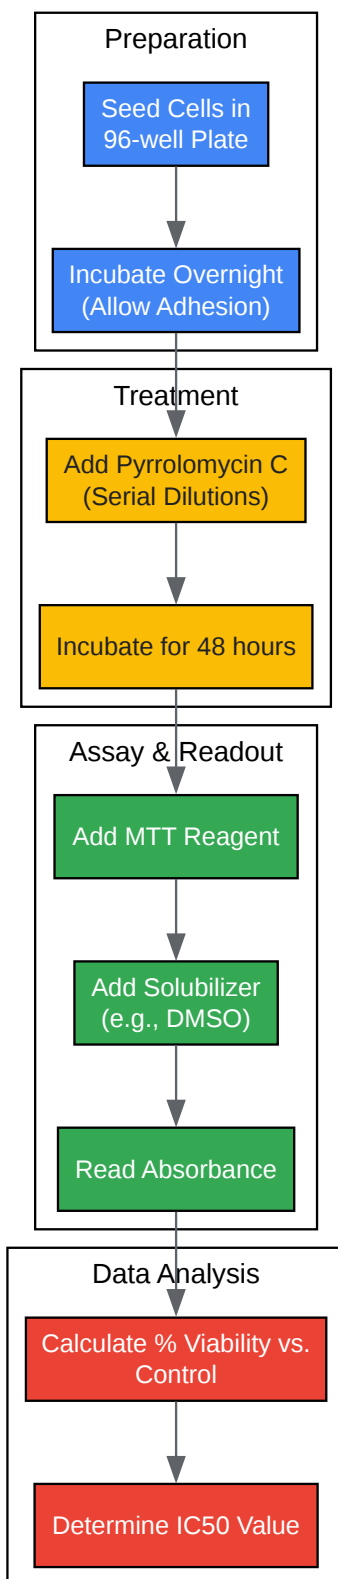 Preparation
Seed Cells in
96-well Plate
Incubate Overnight
(Allow Adhesion)
Treatment
Add Pyrrolomycin C
(Serial Dilutions)
Incubate for 48 hours
Assay & Readout
Add MTT Reagent
Add Solubilizer
(e.g., DMSO)
Read Absorbance
Data Analysis
Calculate % Viability vs.
Control
Determine IC50 Value